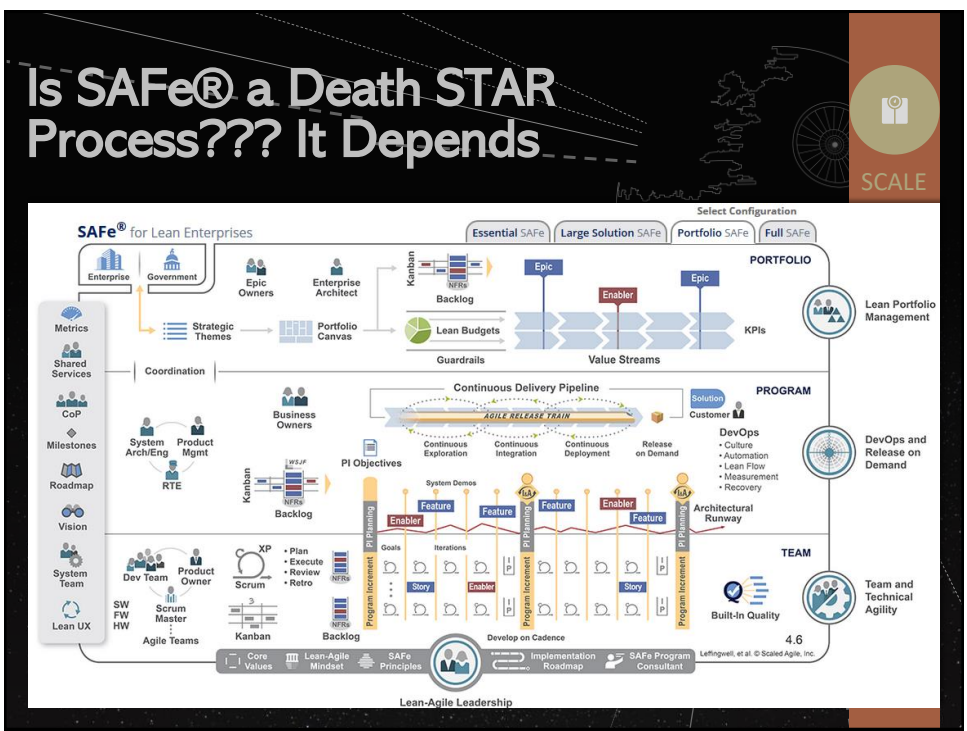 Is SAFe® a Death STAR
Process??? It Depends
SCALE
Select Configuration
SAFe® for Lean Enterprises
Essential SAFe
Large Solution SAFe
Portfolio SAFe
Full SAFe
Enterprise
Government
Epic
Owners
Enterprise
Architect
Kanban
NFRs
Backlog
Epic
Enabler
Epic
PORTFOLIO
Lean Portfolio
Management
Strategic
Themes
Portfolio
Canvas
Lean Budgets
Guardrails
Value Streams
KPIs
Metrics
Shared
Services
CoP
Milestones
Roadmap
Vision
System
Team
Lean UX
Coordination
Business
Owners
Continuous Delivery Pipeline
AGILE RELEASE TRAIN
Continuous
Exploration
Continuous
Integration
Continuous
Deployment
Release
on Demand
Solution
Customer
PROGRAM
DevOps
• Culture
• Automation
• Lean Flow
• Measurement
• Recovery
DevOps and
Release on
Demand
System
Arch/Eng
Product
Mgmt
RTE
Kanban
WSJF
NFRs
Backlog
PI Objectives
System Demos
PI Planning
Enabler
Feature
Feature
I&A
PI Planning
Feature
Enabler
Feature
I&A
PI Planning
Architectural
Runway
TEAM
Dev Team
Product
Owner
Scrum
Master
Agile Teams
SW
FW
HW
XP
Scrum
• Plan
• Execute
• Review
• Retro
NFRs
Kanban
3
NFRs
Backlog
Program Increment
Goals
Iterations
Story
Enabler
I
P
I
P
Program Increment
Story
I
P
I
P
Program Increment
Develop on Cadence
Built-In Quality
Team and
Technical
Agility
4.6
Leffingwell, et al. © Scaled Agile, Inc.
Core
Values
Lean-Agile
Mindset
SAFe
Principles
Implementation
Roadmap
SAFe Program
Consultant
Lean-Agile Leadership